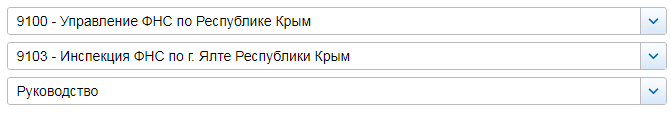 9100 - Управление ФНС по Республике Крым
9103 - Инспекция ФНС по г. Ялте Республики Крым
Руководство